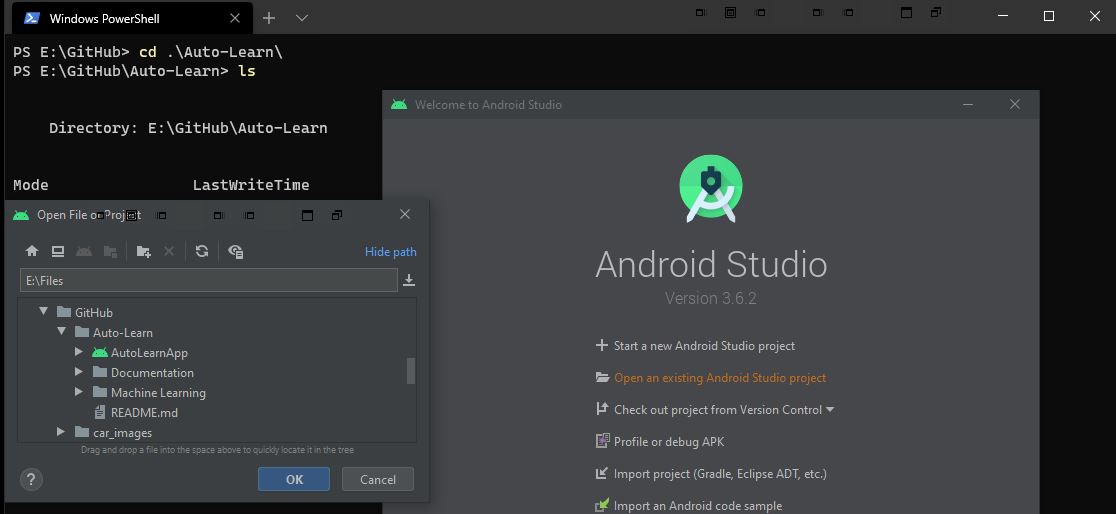 Windows PowerShell
PS E:\GitHub> cd .\Auto-Learn\
PS E:\GitHub\Auto-Learn> ls
Directory: E:\GitHub\Auto-Learn
Mode LastWriteTime
Open File or Project
Hide path
E:\Files
GitHub
Auto-Learn
AutoLearnApp
Documentation
Machine Learning
README.md
car_images
Drag and drop a file into the space above to quickly locate it in the tree
?
OK Cancel
Welcome to Android Studio
Android Studio
Version 3.6.2
Start a new Android Studio project
Open an existing Android Studio project
Check out project from Version Control
Profile or debug APK
Import project (Gradle, Eclipse ADT, etc.)
Import an Android code sample